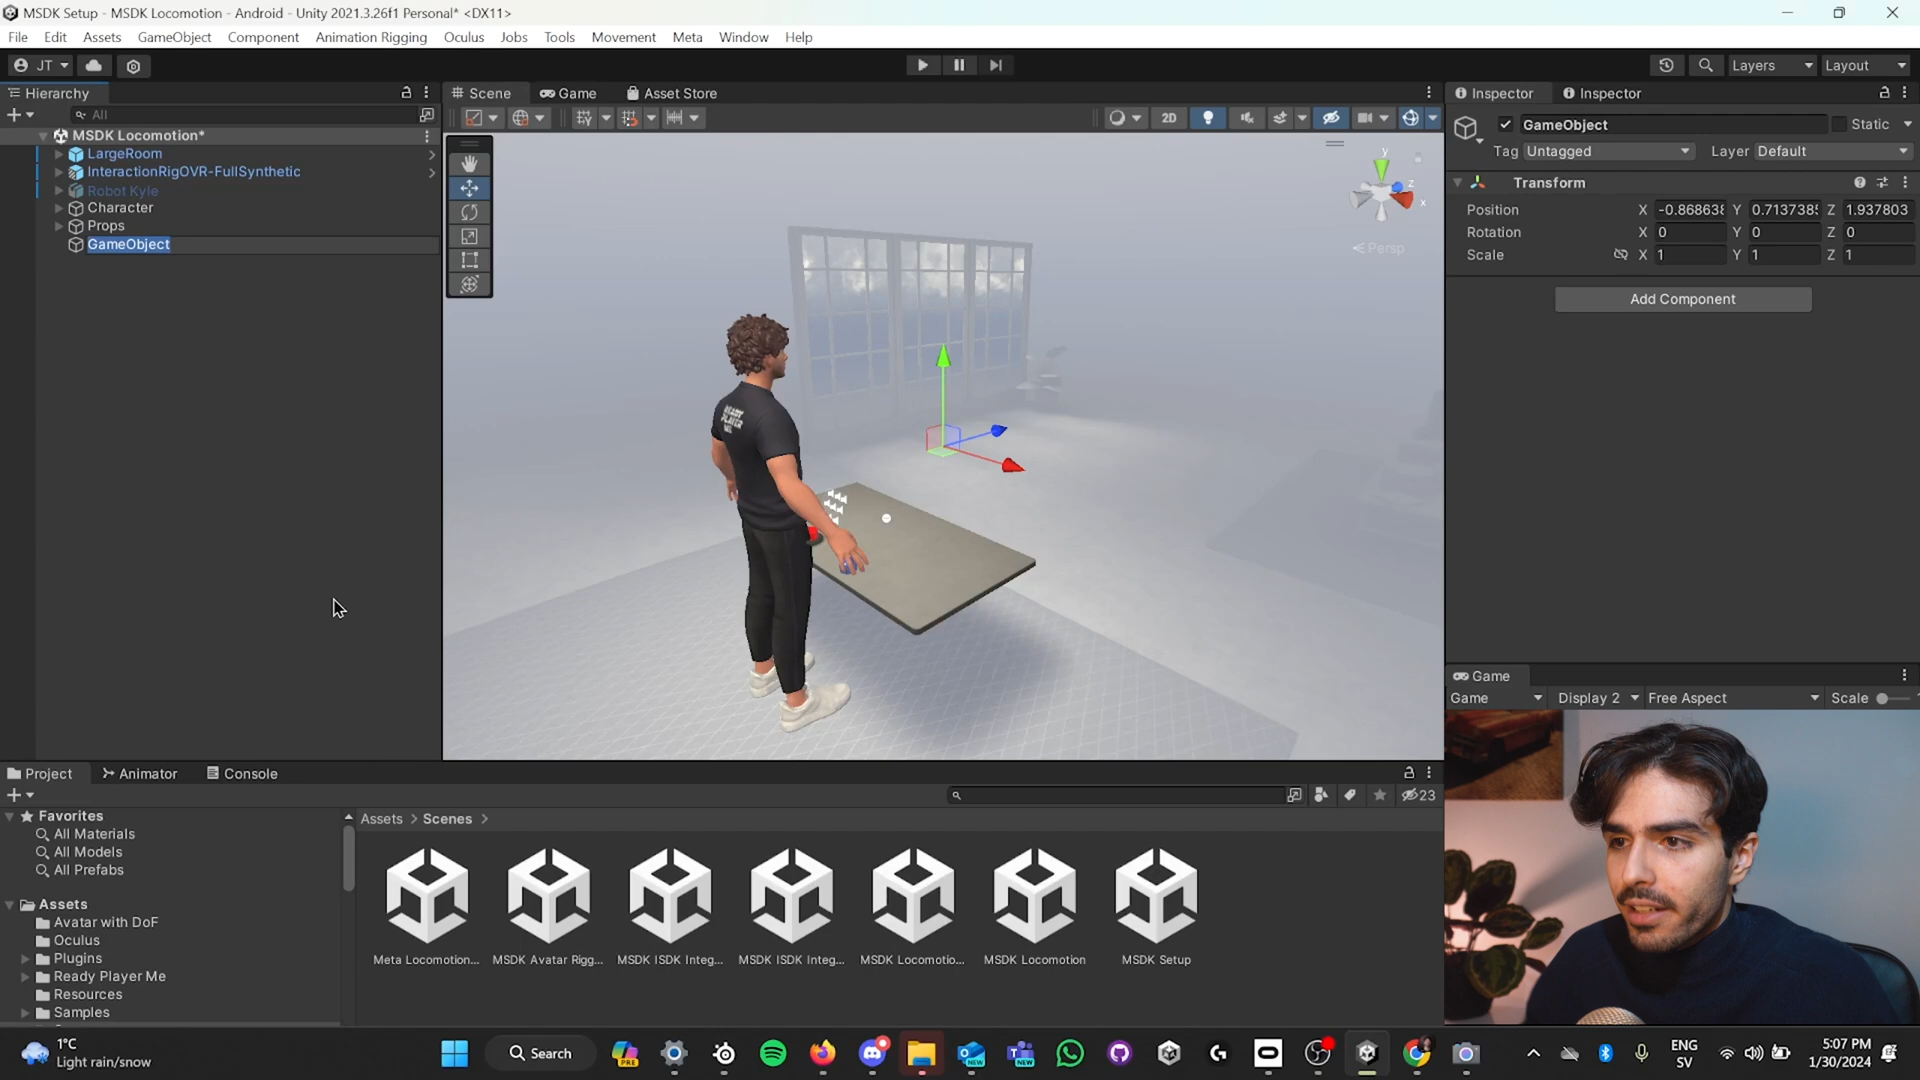 MSDK Setup - MSDK Locomotion - Android - Unity 2021.3.26f1 Personal* <DX11>
File Edit Assets GameObject Component Animation Rigging Oculus Jobs Tools Movement Meta Window Help
JT Layers Layout
Hierarchy Scene Game Asset Store Inspector Inspector
All 2D
GameObject Static
Tag Untagged Layer Default
MSDK Locomotion*
LargeRoom
InteractionRigOVR-FullSynthetic
Robot Kyle
Character
Props
GameObject
y
z
x
Persp
Transform
Position X -0.86863 Y 0.713738 Z 1.937803
Rotation X 0 Y 0 Z 0
Scale X 1 Y 1 Z 1
Add Component
READY
PLAYER
ME
Game
Game Display 2 Free Aspect Scale
Project Animator Console
23
Favorites
All Materials
All Models
All Prefabs
Assets
Avatar with DoF
Oculus
Plugins
Ready Player Me
Resources
Samples
Assets > Scenes >
Meta Locomotion... MSDK Avatar Rigg... MSDK ISDK Integ... MSDK ISDK Integ... MSDK Locomotio... MSDK Locomotion MSDK Setup
1°C
Light rain/snow
Search
PRE
NEW
NEW
ENG
SV
5:07 PM
1/30/2024